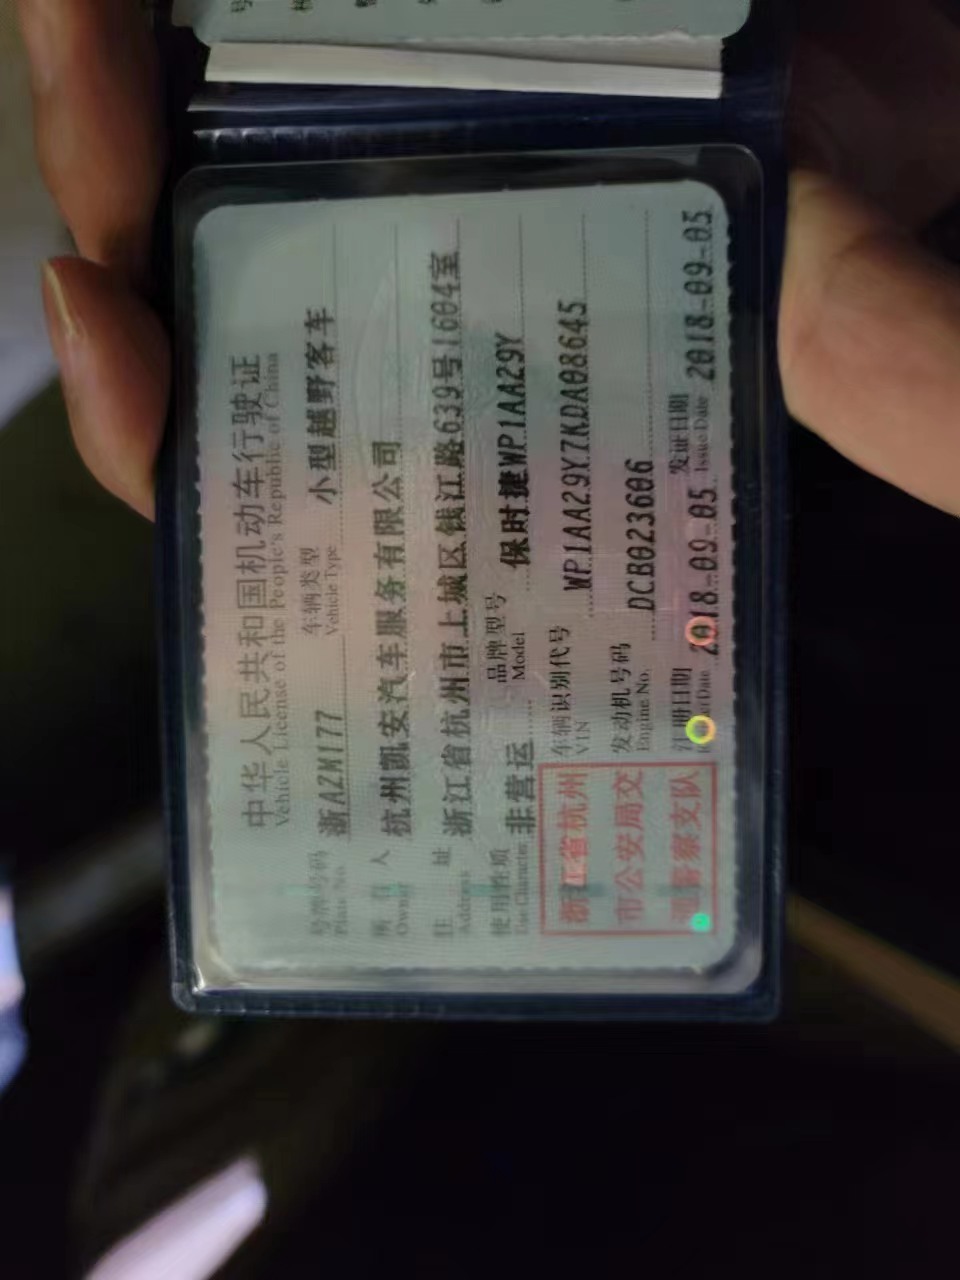 中华人民共和国机动车行驶证
Vehicle License of the People's Republic of China
号牌号码 浙AZM177 车辆类型 小型越野客车
Plate No. Vehicle Type
所有人 杭州凯安汽车服务有限公司
Owner
住址 浙江省杭州市上城区钱江路639号1604室
Address
使用性质 非营运 品牌型号 保时捷WP1AA29Y
Use Character Model
浙江省杭州
市公安局交
通警察支队
车辆识别代号 WP1AA29Y7KDA08645
VIN
发动机号码 DCB023606
Engine No.
注册日期 2018-09-05 发证日期 2018-09-05
Date Issue Date